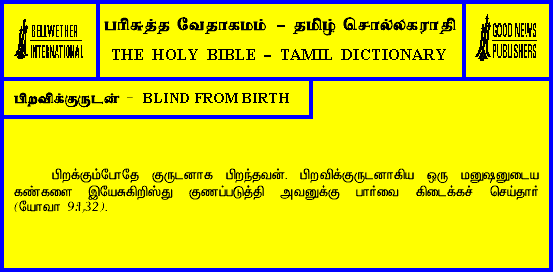 BELLWETHER
INTERNATIONAL
பரிசுத்த வேதாகமம் – தமிழ் சொல்லகராதி
THE HOLY BIBLE – TAMIL DICTIONARY
GOOD NEWS
PUBLISHERS
பிறவிக்குருடன் – BLIND FROM BIRTH
பிறக்கும்போதே குருடனாக பிறந்தவன். பிறவிக்குருடனாகிய ஒரு மனுஷனுடைய
கண்களை இயேசுகிறிஸ்து குணப்படுத்தி அவனுக்கு பார்வை கிடைக்கச் செய்தார்
(யோவா 9:1,32).